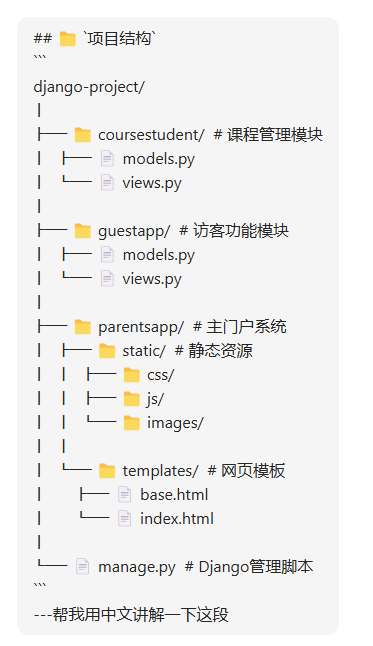 ## 📁 `项目结构`
```
django-project/
|
├── 📁 coursestudent/  # 课程管理模块
|   ├── 📄 models.py
|   └── 📄 views.py
|
├── 📁 guestapp/  # 访客功能模块
|   ├── 📄 models.py
|   └── 📄 views.py
|
├── 📁 parentsapp/  # 主门户系统
|   ├── 📁 static/  # 静态资源
|   |   ├── 📁 css/
|   |   ├── 📁 js/
|   |   └── 📁 images/
|   |
|   └── 📁 templates/  # 网页模板
|       ├── 📄 base.html
|       └── 📄 index.html
|
└── 📄 manage.py  # Django管理脚本
```
---帮我用中文讲解一下这段